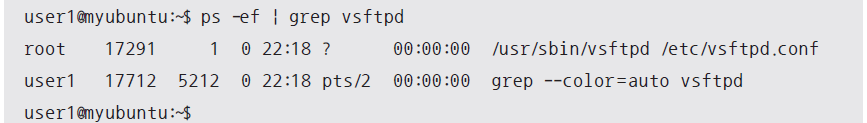 user1@myubuntu:~$ ps -ef | grep vsftpd
root 17291 1 0 22:18 ? 00:00:00 /usr/sbin/vsftpd /etc/vsftpd.conf
user1 17712 5212 0 22:18 pts/2 00:00:00 grep --color=auto vsftpd
user1@myubuntu:~$